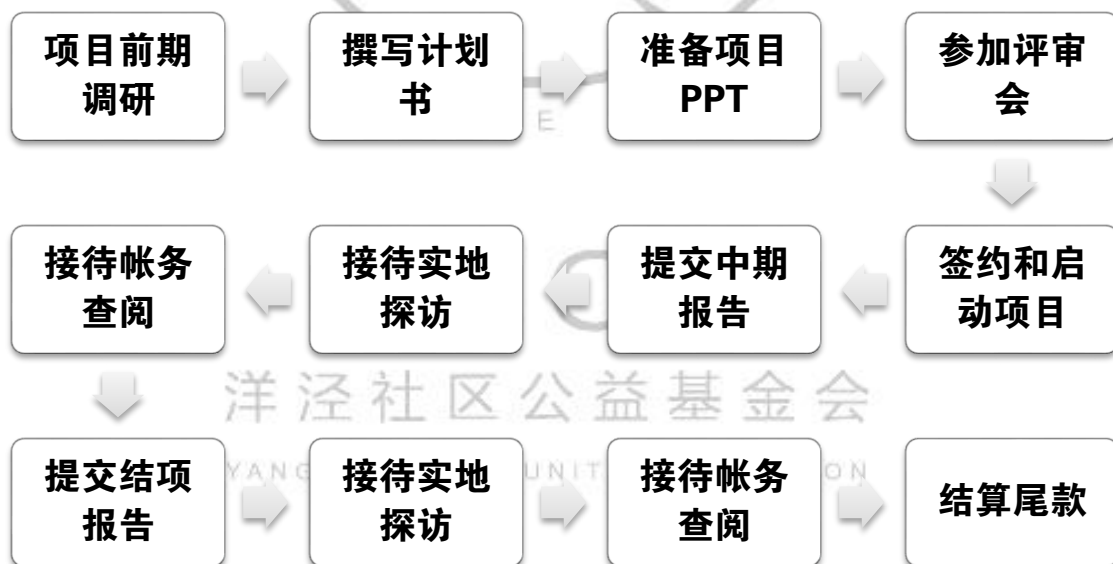 项目前期
调研
撰写计划
书
准备项目
PPT
参加评审
会
签约和启
动项目
提交中期
报告
接待实地
探访
接待帐务
查阅
洋泾社区公益基金会
提交结项
报告
接待实地
探访
接待帐务
查阅
结算尾款